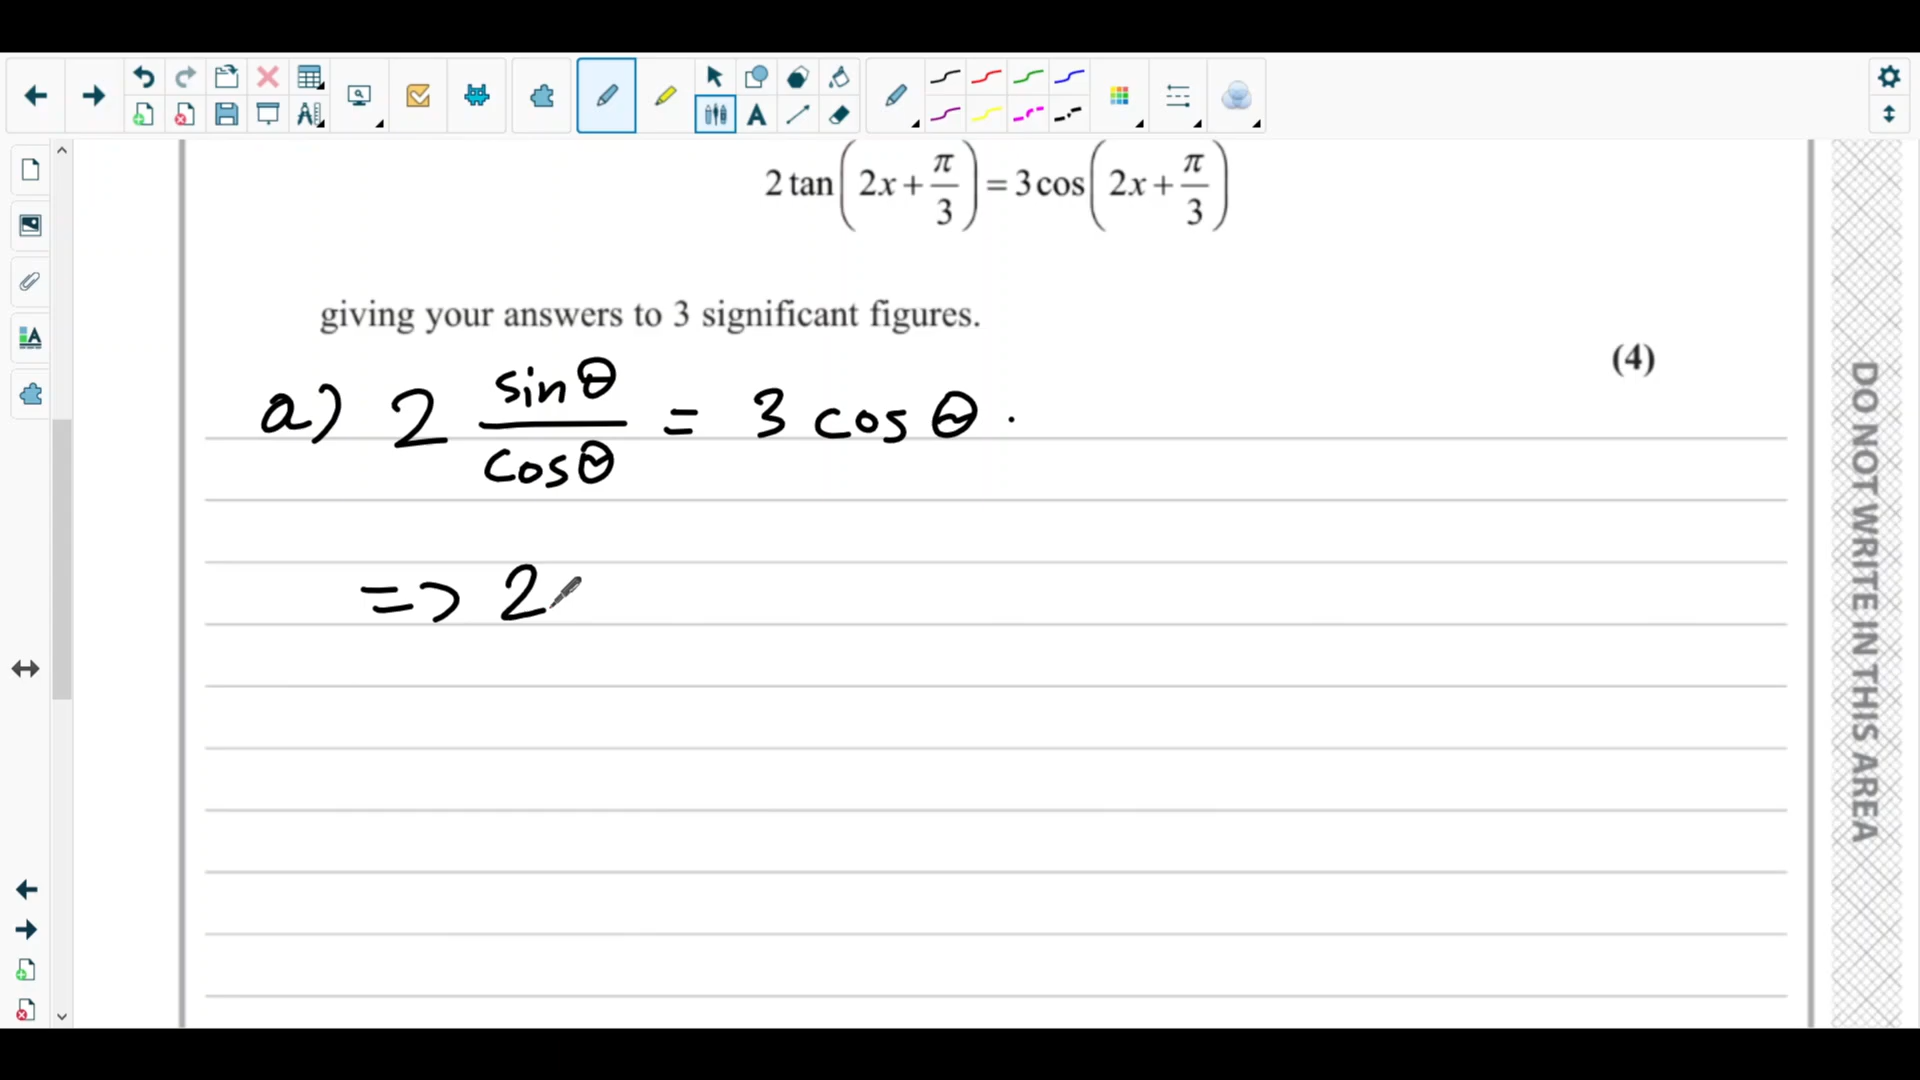 2 tan(2x + π/3) = 3 cos(2x + π/3)
giving your answers to 3 significant figures.
(4)
a) 2 sinθ/cosθ = 3 cosθ .
=> 2
DO NOT WRITE IN THIS AREA